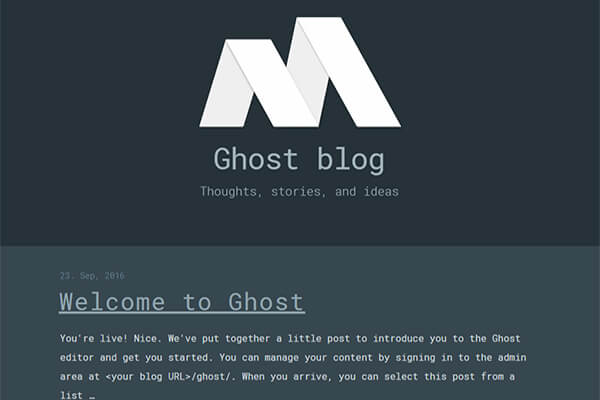 Ghost blog
Thoughts, stories, and ideas
23. Sep, 2016
Welcome to Ghost
You're live! Nice. We've put together a little post to introduce you to the Ghost
editor and get you started. You can manage your content by signing in to the admin
area at <your blog URL>/ghost/. When you arrive, you can select this post from a
list …